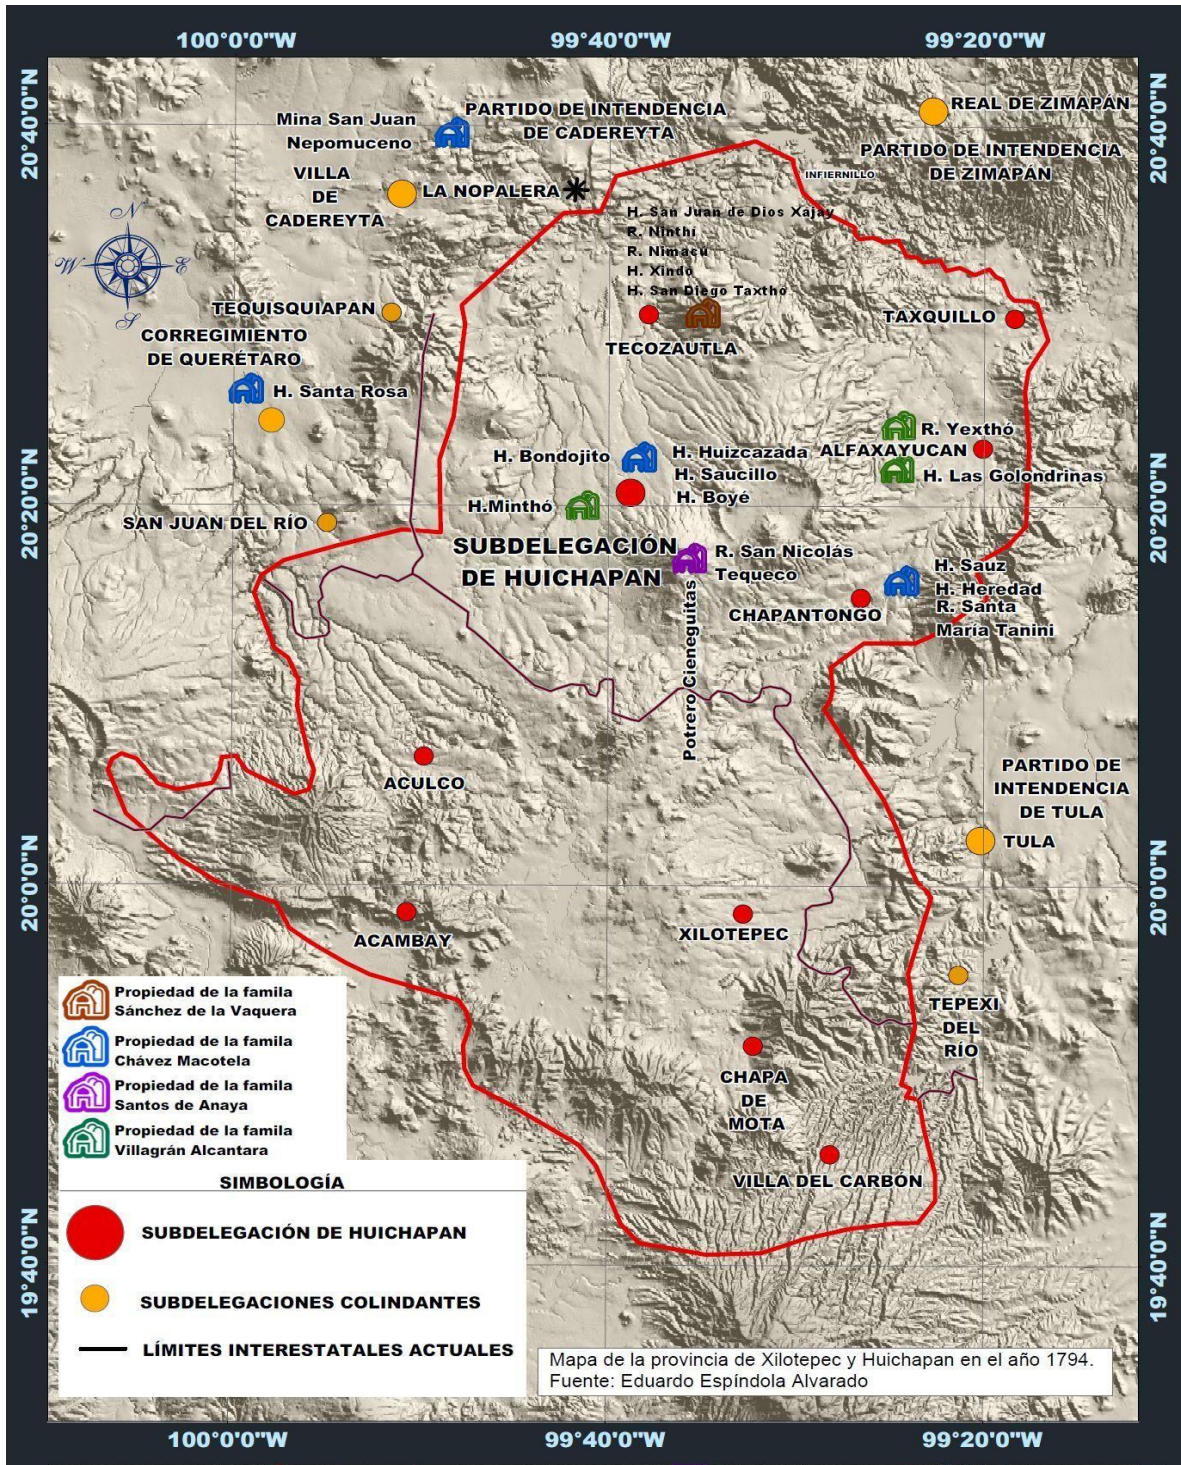 100°0'0"W
99°40'0"W
99°20'0"W
20°40'0"N
20°40'0"N
Mina San Juan
Nepomuceno
PARTIDO DE INTENDENCIA
DE CADEREYTA
REAL DE ZIMAPÁN
PARTIDO DE INTENDENCIA
DE ZIMAPÁN
INFIERNILLO
VILLA
DE
CADEREYTA
LA NOPALERA
N
W
E
S
H. San Juan de Dios Xajay
R. Ninthí
R. Nimacú
H. Xindó
H. San Diego Taxthó
TEQUISQUIAPAN
TECOZAUTLA
TAXQUILLO
CORREGIMIENTO
DE QUERÉTARO
H. Santa Rosa
R. Yexthó
ALFAXAYUCAN
H. Las Golondrinas
H. Bondojito
H. Huizcazada
H. Saucillo
H. Boyé
H.Minthó
20°20'0"N
20°20'0"N
SAN JUAN DEL RÍO
SUBDELEGACIÓN
DE HUICHAPAN
R. San Nicolás
Tequeco
Potrero Cieneguitas
CHAPANTONGO
H. Sauz
H. Heredad
R. Santa
María Tanini
ACULCO
PARTIDO DE
INTENDENCIA
DE TULA
TULA
20°0'0"N
20°0'0"N
ACAMBAY
XILOTEPEC
TEPEXI
DEL
RÍO
CHAPA
DE
MOTA
VILLA DEL CARBÓN
Propiedad de la famila
Sánchez de la Vaquera
Propiedad de la famila
Chávez Macotela
Propiedad de la famila
Santos de Anaya
Propiedad de la famila
Villagrán Alcantara
SIMBOLOGÍA
SUBDELEGACIÓN DE HUICHAPAN
SUBDELEGACIONES COLINDANTES
LÍMITES INTERESTATALES ACTUALES
19°40'0"N
19°40'0"N
Mapa de la provincia de Xilotepec y Huichapan en el año 1794.
Fuente: Eduardo Espíndola Alvarado
100°0'0"W
99°40'0"W
99°20'0"W